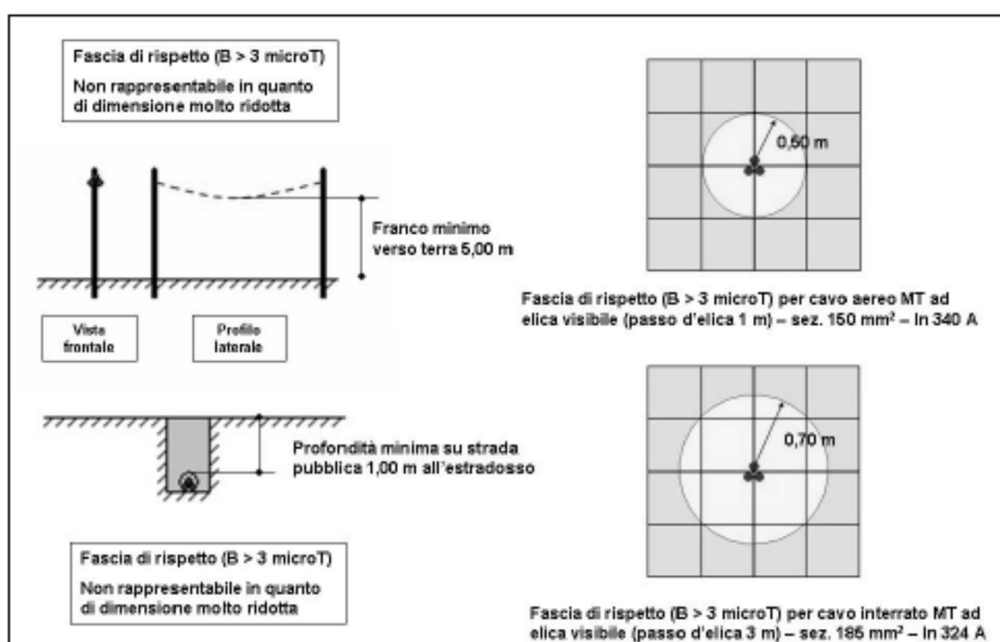 Fascia di rispetto (B > 3 microT)
Non rappresentabile in quanto
di dimensione molto ridotta
0,50 m
Franco minimo
verso terra 5,00 m
Fascia di rispetto (B > 3 microT) per cavo aereo MT ad
elica visibile (passo d'elica 1 m) – sez. 150 mm² – In 340 A
Vista
frontale
Profilo
laterale
0,70 m
Profondità minima su strada
pubblica 1,00 m all'estradosso
Fascia di rispetto (B > 3 microT)
Non rappresentabile in quanto
di dimensione molto ridotta
Fascia di rispetto (B > 3 microT) per cavo interrato MT ad
elica visibile (passo d'elica 3 m) – sez. 185 mm² – In 324 A